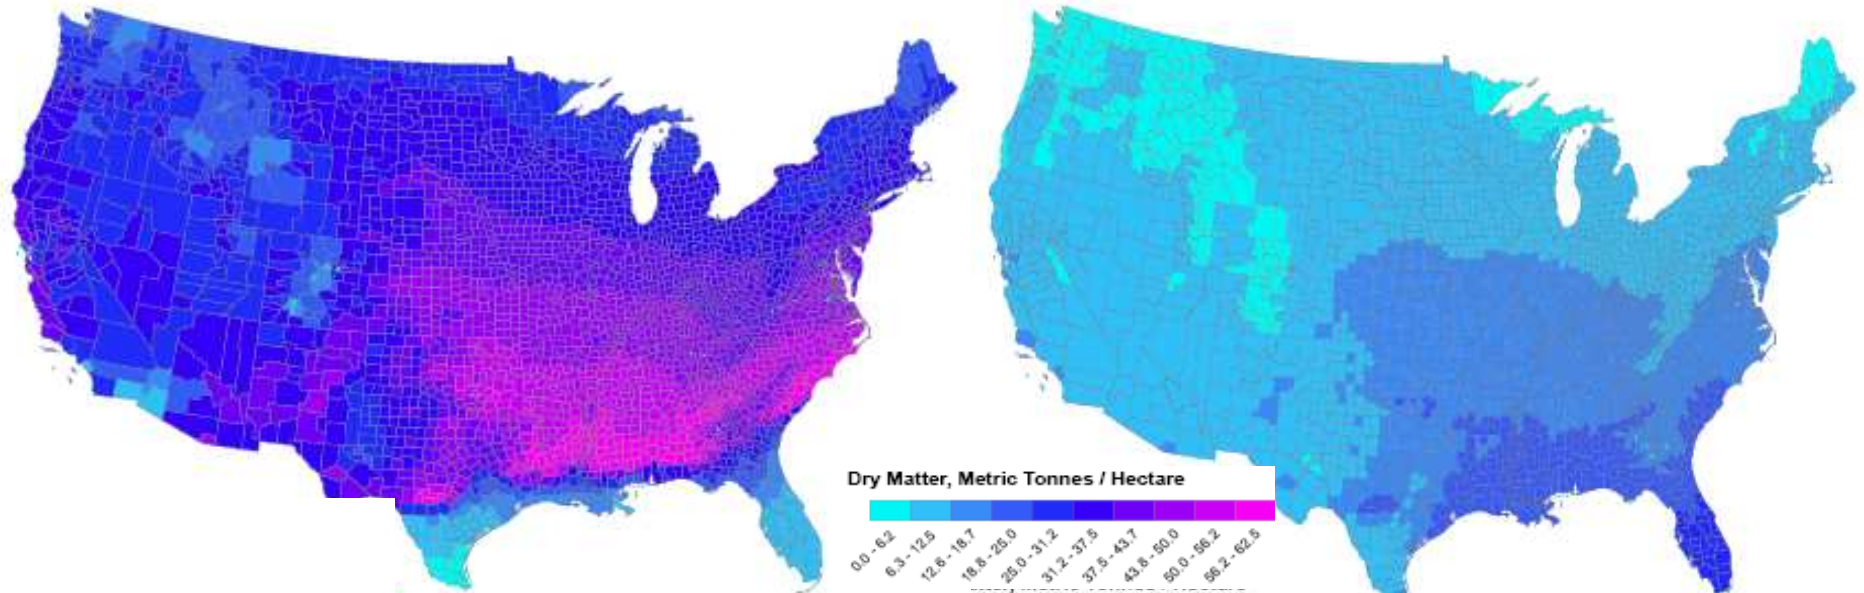 Dry Matter, Metric Tonnes / Hectare
0.0 - 6.2
6.3 - 12.5
12.6 - 18.7
18.8 - 25.0
25.0 - 31.2
31.2 - 37.5
37.5 - 43.7
43.8 - 50.0
50.0 - 56.2
56.2 - 62.5